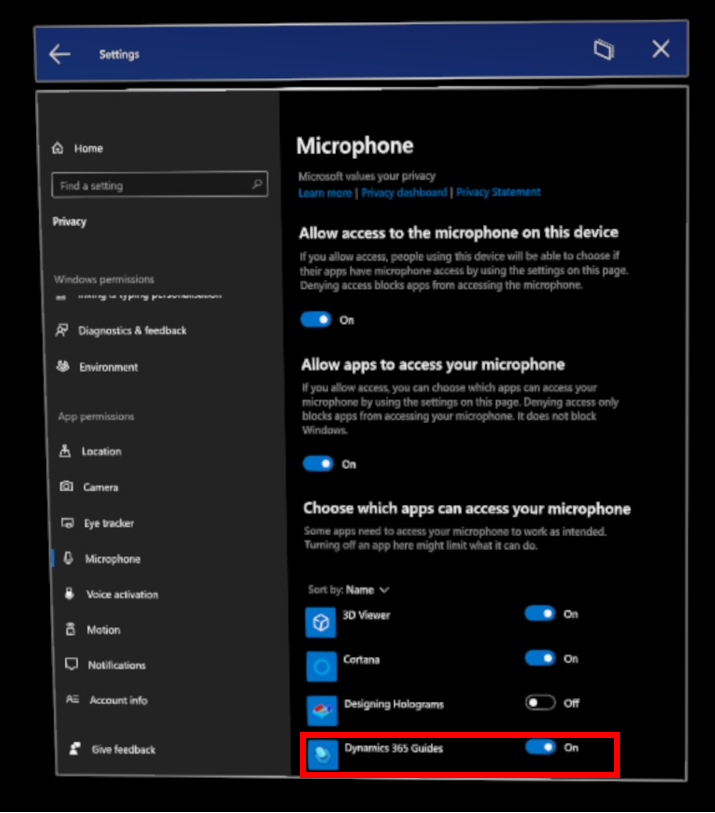 Settings
Home
Find a setting
Privacy
Windows permissions
Inking & typing personalisation
Diagnostics & feedback
Environment
App permissions
Location
Camera
Eye tracker
Microphone
Voice activation
Motion
Notifications
Account info
Give feedback
Microphone
Microsoft values your privacy
Learn more | Privacy dashboard | Privacy Statement
Allow access to the microphone on this device
If you allow access, people using this device will be able to choose if
their apps have microphone access by using the settings on this page.
Denying access blocks apps from accessing the microphone.
On
Allow apps to access your microphone
If you allow access, you can choose which apps can access your
microphone by using the settings on this page. Denying access only
blocks apps from accessing your microphone. It does not block
Windows.
On
Choose which apps can access your microphone
Some apps need to access your microphone to work as intended.
Turning off an app here might limit what it can do.
Sort by: Name
3D Viewer On
Cortana On
Designing Holograms Off
Dynamics 365 Guides On